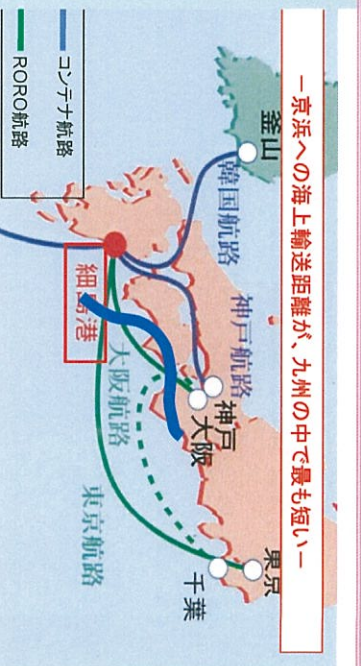 －京浜への海上輸送距離が、九州の中で最も短い－
釜山
韓国航路
神戸航路
神戸
大阪
東京
千葉
細島港
大阪航路
東京航路
コンテナ航路
RORO航路